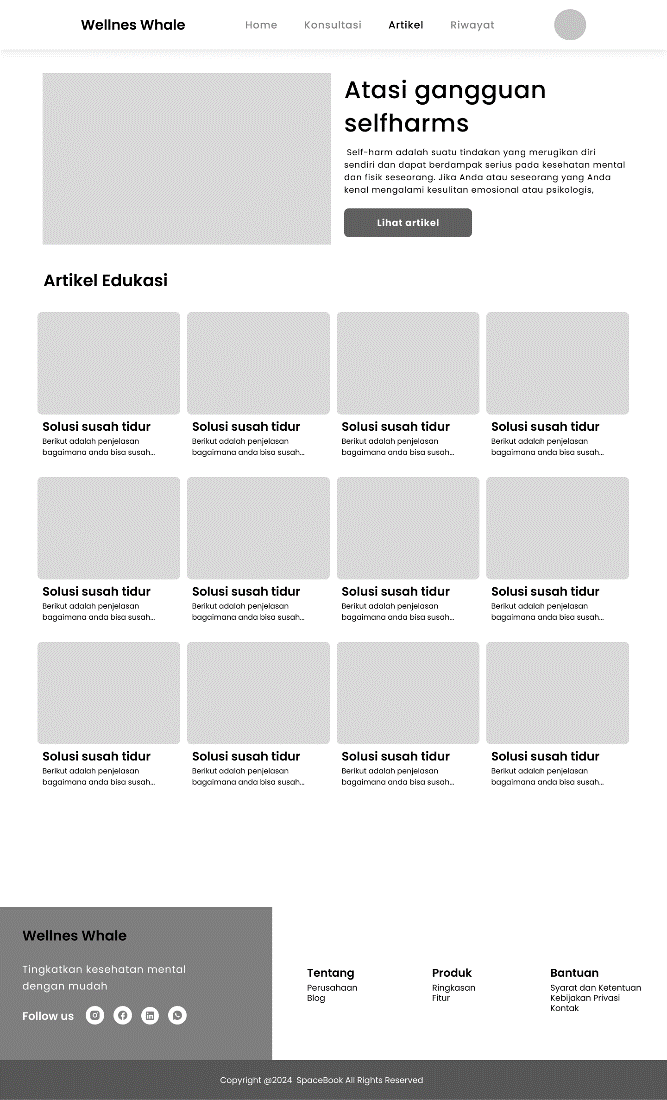 Wellnes Whale
Home
Konsultasi
Artikel
Riwayat
Atasi gangguan
selfharms
Self-harm adalah suatu tindakan yang merugikan diri
sendiri dan dapat berdampak serius pada kesehatan mental
dan fisik seseorang. Jika Anda atau seseorang yang Anda
kenal mengalami kesulitan emosional atau psikologis,
Lihat artikel
Artikel Edukasi
Solusi susah tidur
Berikut adalah penjelasan
bagaimana anda bisa susah...
Solusi susah tidur
Berikut adalah penjelasan
bagaimana anda bisa susah...
Solusi susah tidur
Berikut adalah penjelasan
bagaimana anda bisa susah...
Solusi susah tidur
Berikut adalah penjelasan
bagaimana anda bisa susah...
Solusi susah tidur
Berikut adalah penjelasan
bagaimana anda bisa susah...
Solusi susah tidur
Berikut adalah penjelasan
bagaimana anda bisa susah...
Solusi susah tidur
Berikut adalah penjelasan
bagaimana anda bisa susah...
Solusi susah tidur
Berikut adalah penjelasan
bagaimana anda bisa susah...
Solusi susah tidur
Berikut adalah penjelasan
bagaimana anda bisa susah...
Solusi susah tidur
Berikut adalah penjelasan
bagaimana anda bisa susah...
Solusi susah tidur
Berikut adalah penjelasan
bagaimana anda bisa susah...
Solusi susah tidur
Berikut adalah penjelasan
bagaimana anda bisa susah...
Wellnes Whale
Tingkatkan kesehatan mental
dengan mudah
Follow us
Tentang
Perusahaan
Blog
Produk
Ringkasan
Fitur
Bantuan
Syarat dan Ketentuan
Kebijakan Privasi
Kontak
Copyright @2024 SpaceBook All Rights Reserved